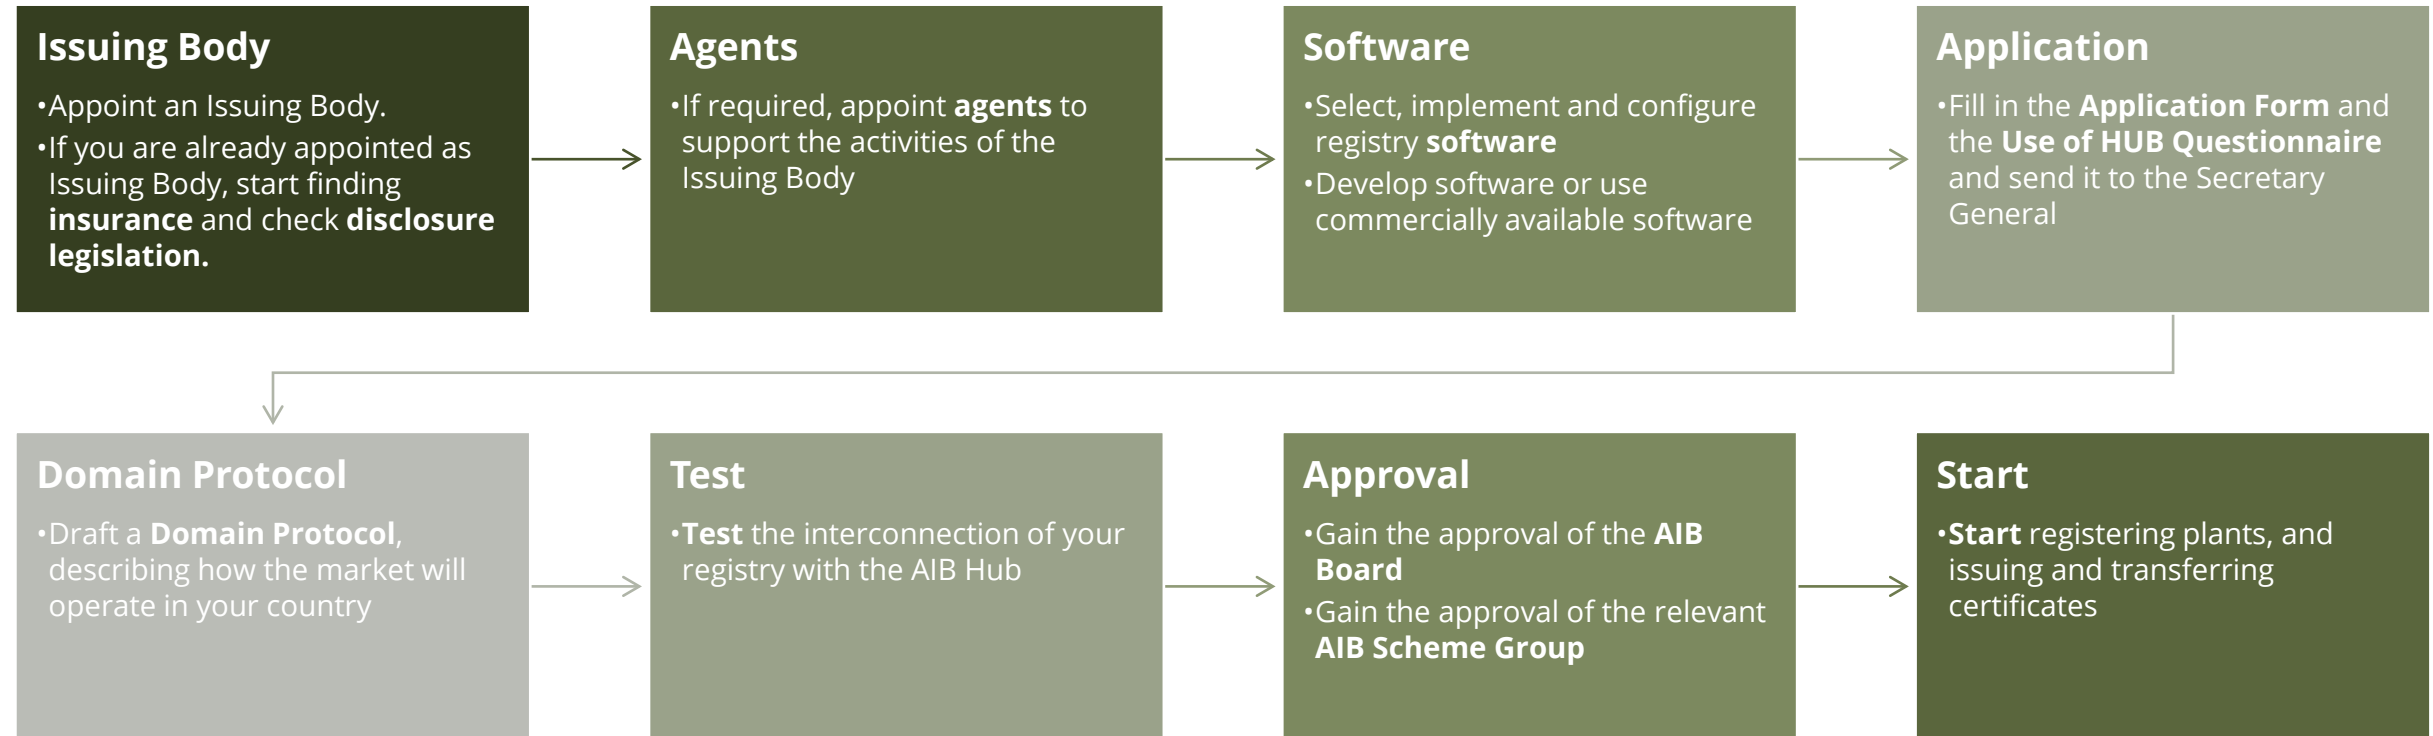 Issuing Body
•Appoint an Issuing Body.
•If you are already appointed as
Issuing Body, start finding
insurance and check disclosure
legislation.
Agents
•If required, appoint agents to
support the activities of the
Issuing Body
Software
•Select, implement and configure
registry software
•Develop software or use
commercially available software
Application
•Fill in the Application Form and
the Use of HUB Questionnaire
and send it to the Secretary
General
Domain Protocol
•Draft a Domain Protocol,
describing how the market will
operate in your country
Test
•Test the interconnection of your
registry with the AIB Hub
Approval
•Gain the approval of the AIB
Board
•Gain the approval of the relevant
AIB Scheme Group
Start
•Start registering plants, and
issuing and transferring
certificates